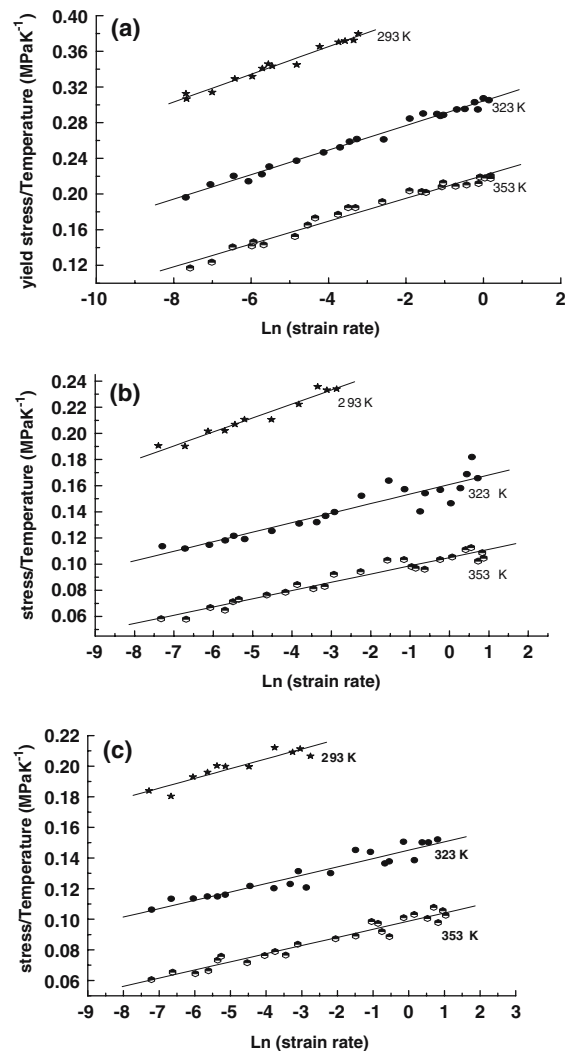 (a)
293 K
323 K
353 K
0.36
0.32
0.28
0.24
0.20
0.16
0.12
-10 -8 -6 -4 -2 0 2
yield stress/Temperature (MPaK⁻¹)
Ln (strain rate)
(b)
293 K
323 K
353 K
0.24
0.22
0.20
0.18
0.16
0.14
0.12
0.10
0.08
0.06
-9 -8 -7 -6 -5 -4 -3 -2 -1 0 1 2
stress/Temperature (MPaK⁻¹)
Ln (strain rate)
(c)
293 K
323 K
353 K
0.22
0.20
0.18
0.16
0.14
0.12
0.10
0.08
0.06
-9 -8 -7 -6 -5 -4 -3 -2 -1 0 1 2 3
stress/Temperature (MPaK⁻¹)
Ln (strain rate)